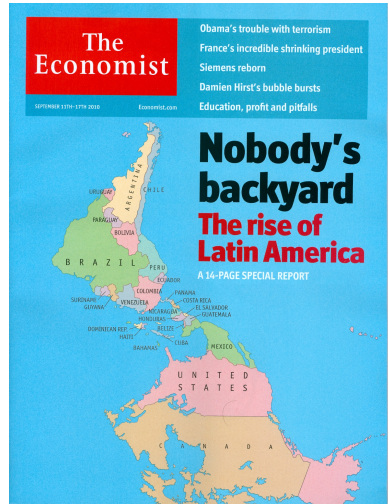 The
Economist
SEPTEMBER 11TH-17TH 2010
Economist.com
Obama's trouble with terrorism
France's incredible shrinking president
Siemens reborn
Damien Hirst's bubble bursts
Education, profit and pitfalls
Nobody's
backyard
The rise of
Latin America
A 14-PAGE SPECIAL REPORT
ARGENTINA
CHILE
URUGUAY
PARAGUAY
BOLIVIA
BRAZIL
PERU
ECUADOR
COLOMBIA
PANAMA
SURINAME
GUYANA
VENEZUELA
COSTA RICA
NICARAGUA
EL SALVADOR
HONDURAS
GUATEMALA
DOMINICAN REP.
BELIZE
HAITI
CUBA
BAHAMAS
MEXICO
UNITED
STATES
CANADA